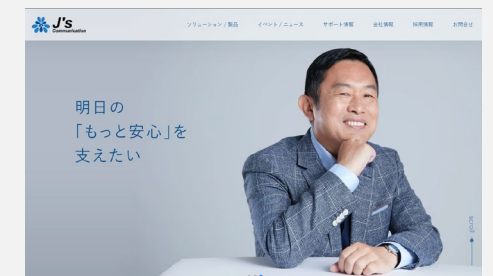 J's
Communication
ソリューション / 製品
イベント / ニュース
サポート情報
会社情報
採用情報
お問合せ
明日の
「もっと安心」を
支えたい
scroll